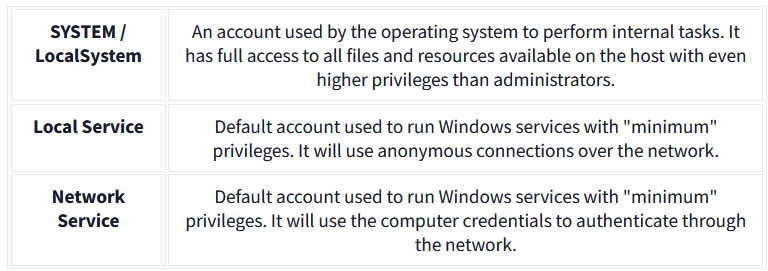 SYSTEM /
LocalSystem
An account used by the operating system to perform internal tasks. It
has full access to all files and resources available on the host with even
higher privileges than administrators.
Local Service
Default account used to run Windows services with "minimum"
privileges. It will use anonymous connections over the network.
Network
Service
Default account used to run Windows services with "minimum"
privileges. It will use the computer credentials to authenticate through
the network.